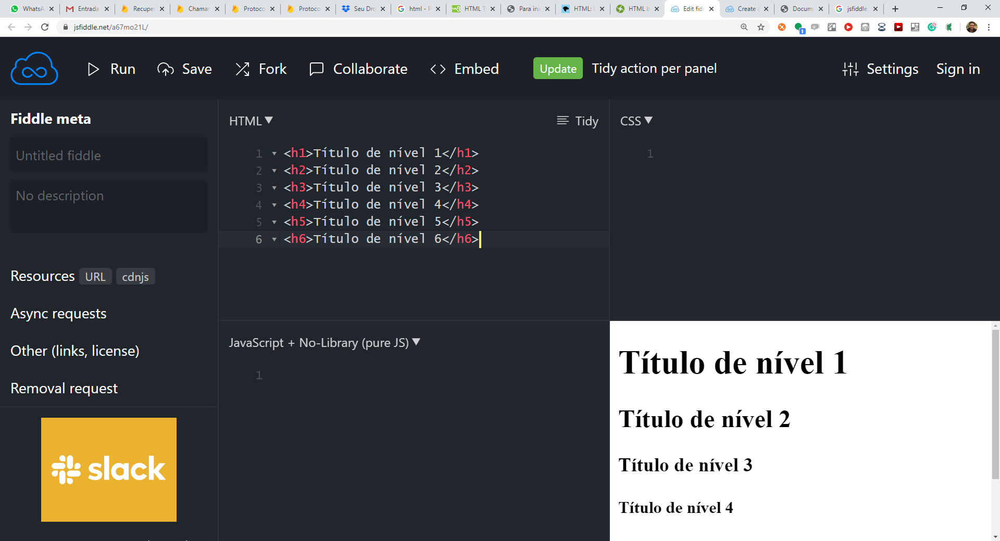 WhatsA
Entrada
Recuper
Chamar
Protoco
Protoco
Seu Dro
html - P
HTML T
Para ini
HTML: L
HTML b
Edit fidd
Create a
Docume
jsfiddle
jsfiddle.net/a67mo21L/
1
Run
Save
Fork
Collaborate
Embed
Update
Tidy action per panel
Settings
Sign in
Fiddle meta
Untitled fiddle
No description
Resources URL cdnjs
Async requests
Other (links, license)
Removal request
slack
HTML
Tidy
1 <h1>Título de nível 1</h1>
2 <h2>Título de nível 2</h2>
3 <h3>Título de nível 3</h3>
4 <h4>Título de nível 4</h4>
5 <h5>Título de nível 5</h5>
6 <h6>Título de nível 6</h6>
CSS
1
JavaScript + No-Library (pure JS)
1
Título de nível 1
Título de nível 2
Título de nível 3
Título de nível 4